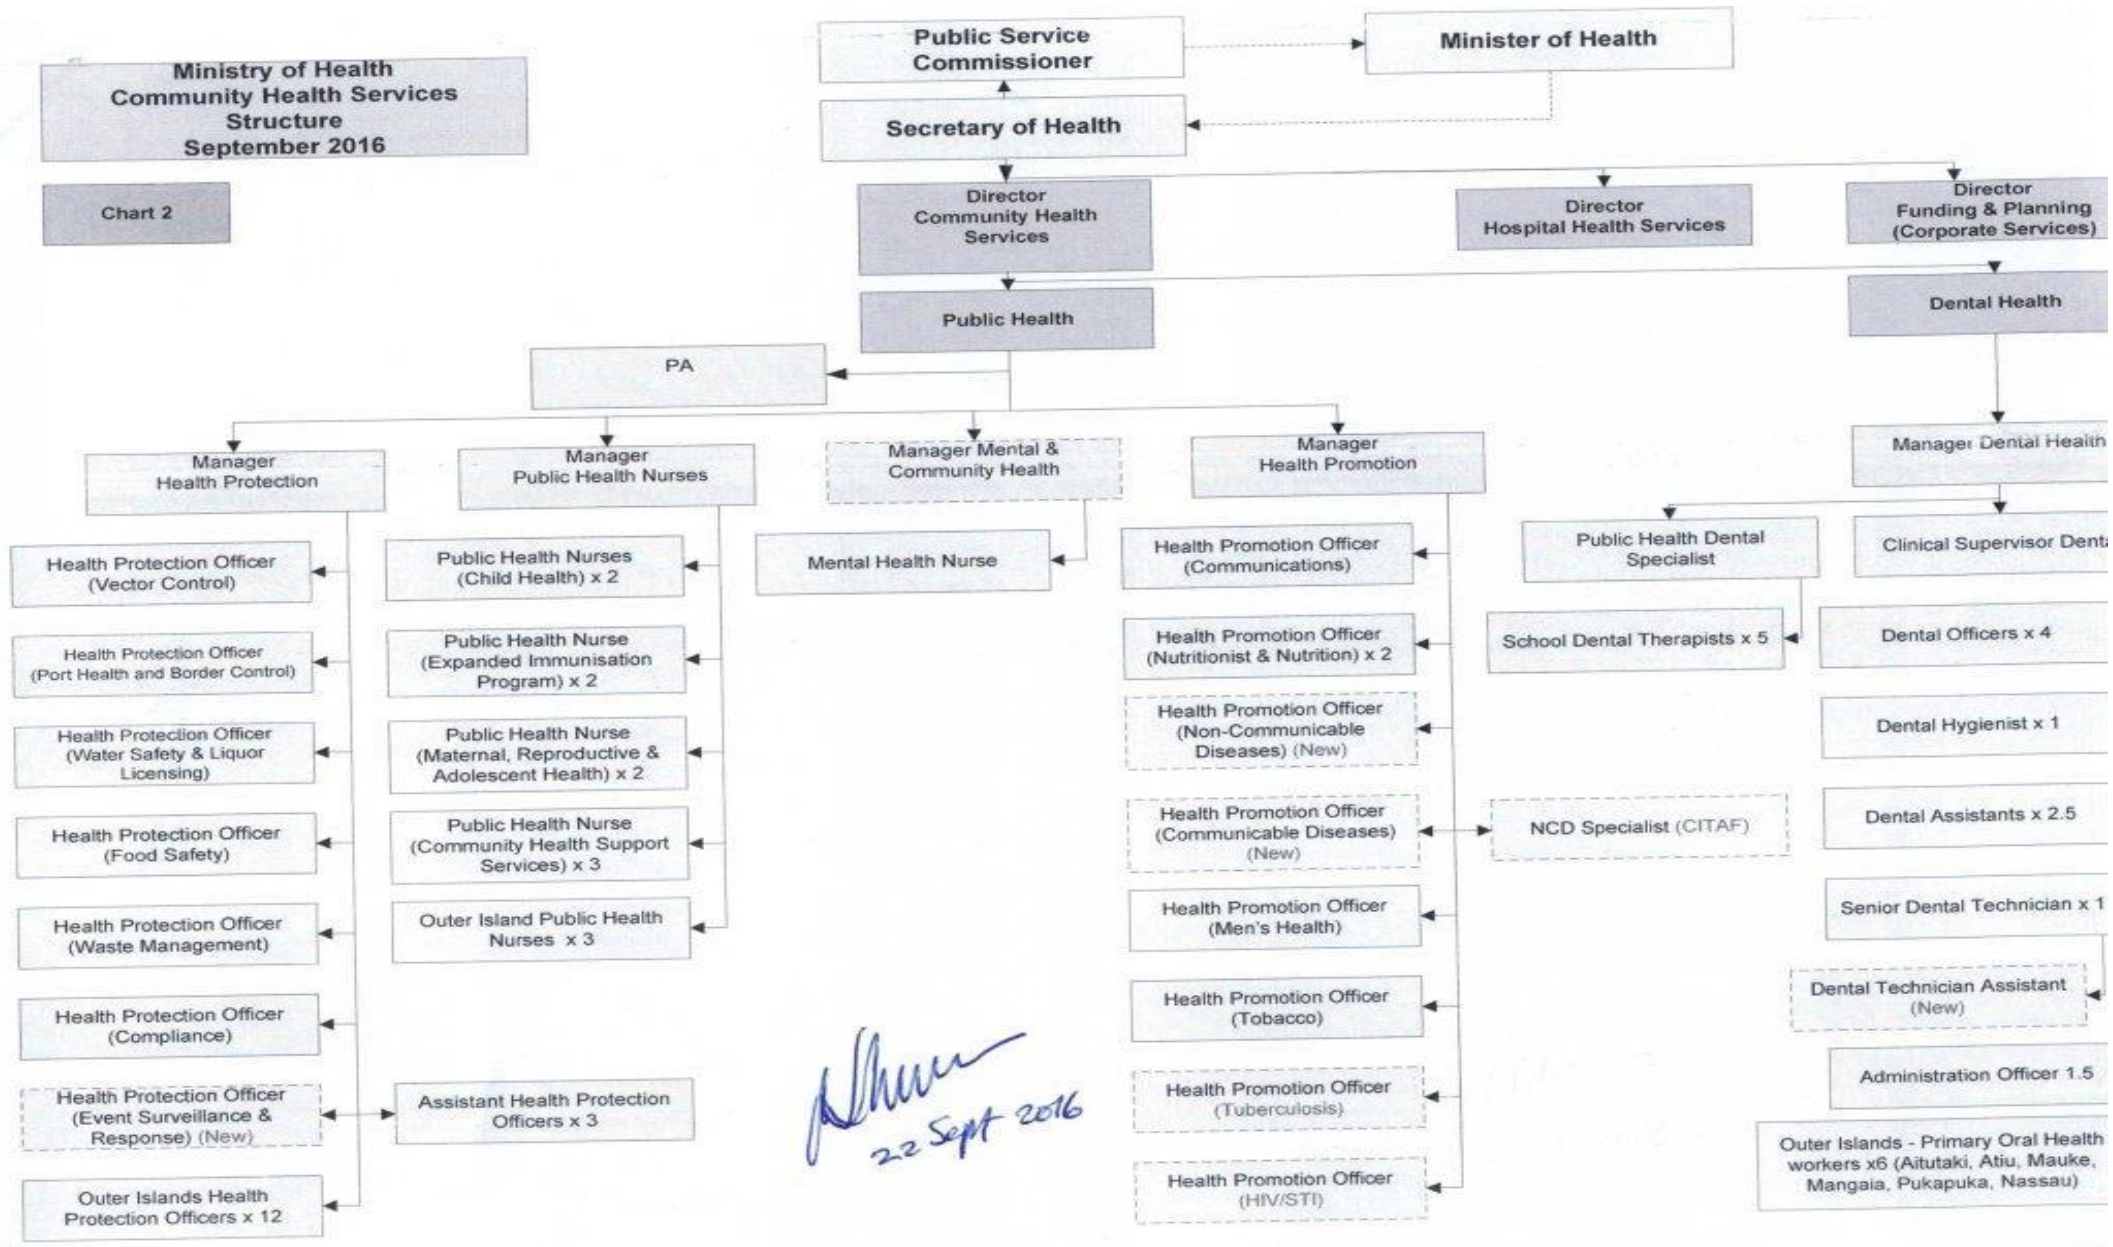 Ministry of Health
Community Health Services
Structure
September 2016
Chart 2
Public Service
Commissioner
Minister of Health
Secretary of Health
Director
Community Health
Services
Director
Hospital Health Services
Director
Funding & Planning
(Corporate Services)
Public Health
Dental Health
PA
Manager
Health Protection
Manager
Public Health Nurses
Manager Mental &
Community Health
Manager
Health Promotion
Manager Dental Health
Health Protection Officer
(Vector Control)
Health Protection Officer
(Port Health and Border Control)
Health Protection Officer
(Water Safety & Liquor
Licensing)
Health Protection Officer
(Food Safety)
Health Protection Officer
(Waste Management)
Health Protection Officer
(Compliance)
Health Protection Officer
(Event Surveillance &
Response) (New)
Outer Islands Health
Protection Officers x 12
Assistant Health Protection
Officers x 3
Public Health Nurses
(Child Health) x 2
Public Health Nurse
(Expanded Immunisation
Program) x 2
Public Health Nurse
(Maternal, Reproductive &
Adolescent Health) x 2
Public Health Nurse
(Community Health Support
Services) x 3
Outer Island Public Health
Nurses x 3
Mental Health Nurse
Health Promotion Officer
(Communications)
Health Promotion Officer
(Nutritionist & Nutrition) x 2
Health Promotion Officer
(Non-Communicable
Diseases) (New)
Health Promotion Officer
(Communicable Diseases)
(New)
Health Promotion Officer
(Men's Health)
Health Promotion Officer
(Tobacco)
Health Promotion Officer
(Tuberculosis)
Health Promotion Officer
(HIV/STI)
NCD Specialist (CITAF)
Public Health Dental
Specialist
School Dental Therapists x 5
Clinical Supervisor
Dental Officers x 4
Dental Hygienist x 1
Dental Assistants x 2.5
Senior Dental Technician x 1
Dental Technician Assistant
(New)
Administration Officer 1.5
Outer Islands - Primary Oral Health
workers x6 (Aitutaki, Atiu, Mauke,
Mangaia, Pukapuka, Nassau)
22 Sept 2016